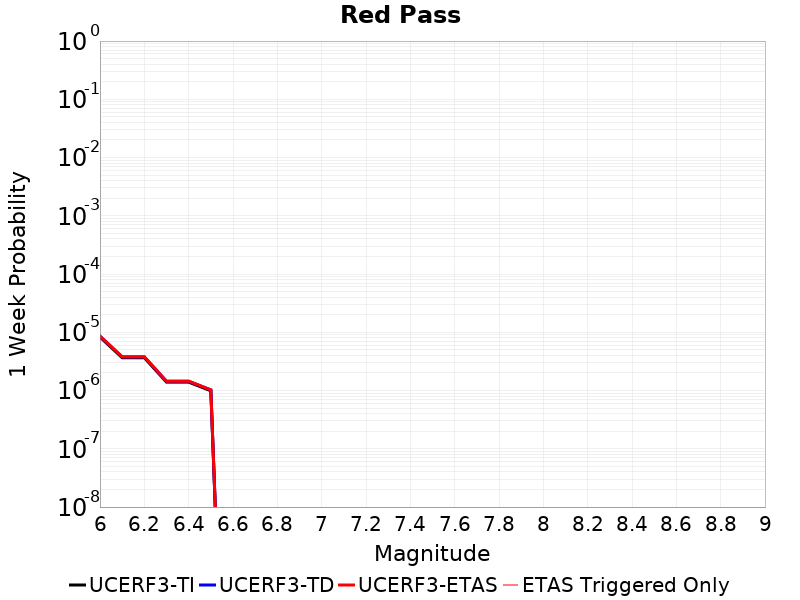 Red Pass
10^0
10^-1
10^-2
10^-3
10^-4
10^-5
10^-6
10^-7
10^-8
1 Week Probability
6 6.2 6.4 6.6 6.8 7 7.2 7.4 7.6 7.8 8 8.2 8.4 8.6 8.8 9
Magnitude
UCERF3-TI UCERF3-TD UCERF3-ETAS ETAS Triggered Only